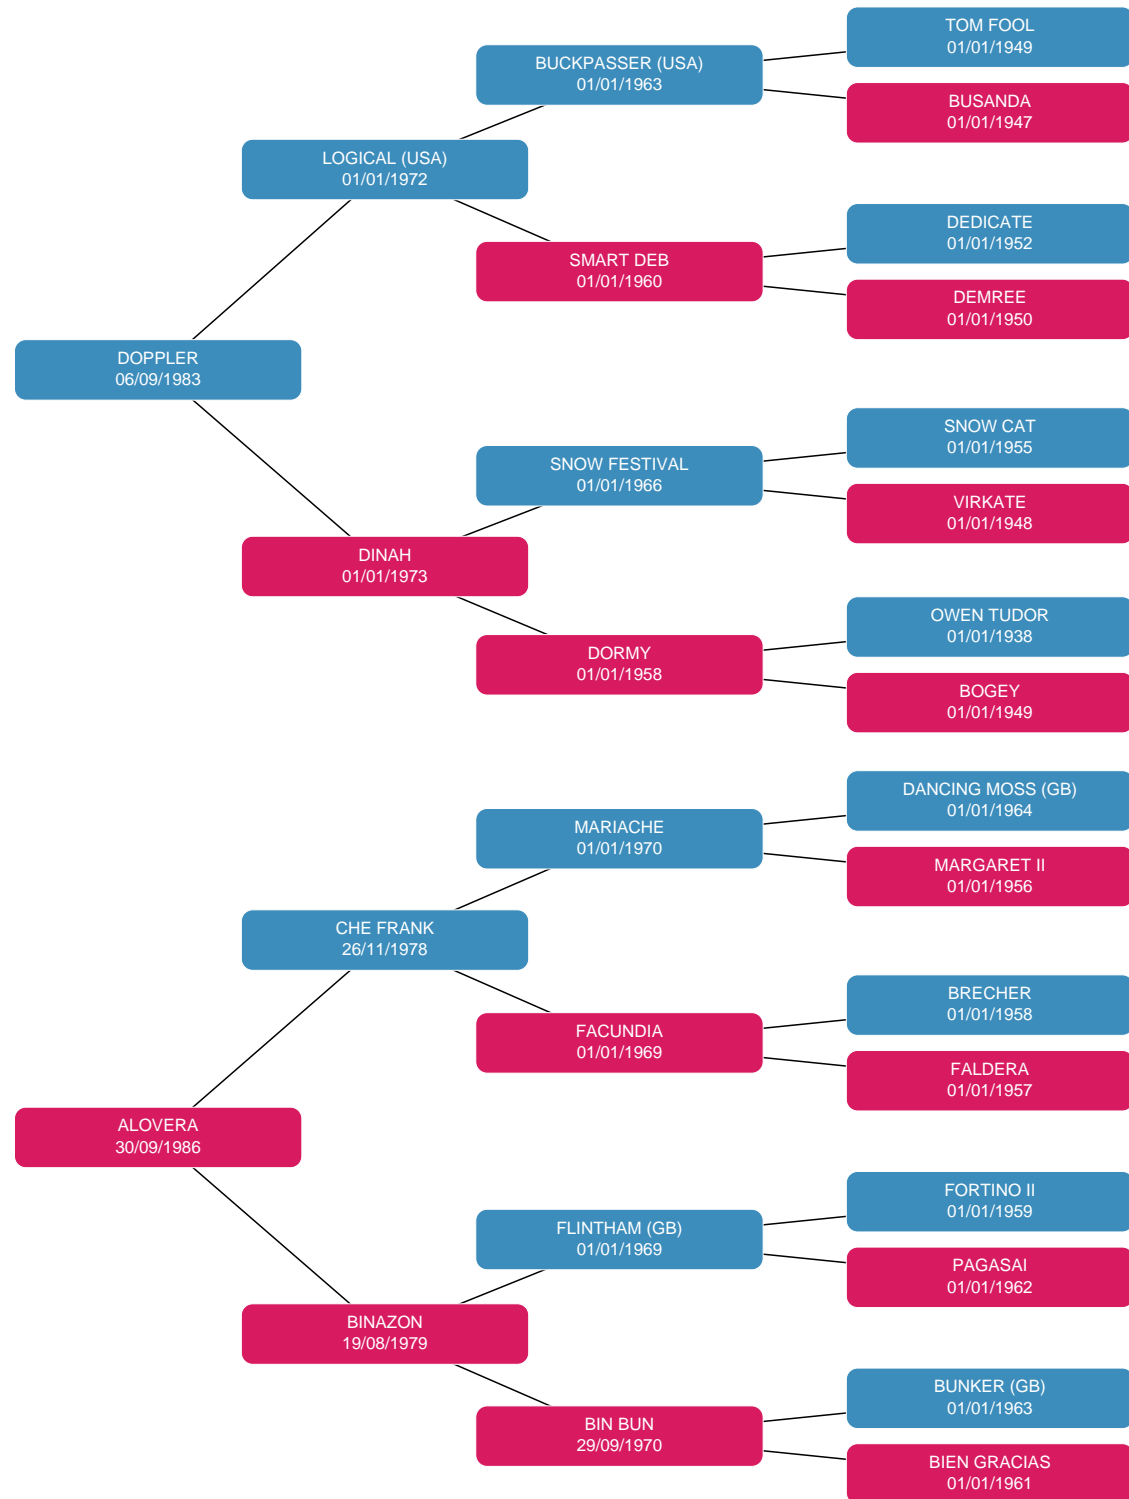 TOM FOOL
01/01/1949
BUCKPASSER (USA)
01/01/1963
BUSANDA
01/01/1947
LOGICAL (USA)
01/01/1972
DEDICATE
01/01/1952
SMART DEB
01/01/1960
DEMREE
01/01/1950
DOPPLER
06/09/1983
SNOW CAT
01/01/1955
SNOW FESTIVAL
01/01/1966
VIRKATE
01/01/1948
DINAH
01/01/1973
OWEN TUDOR
01/01/1938
DORMY
01/01/1958
BOGEY
01/01/1949
DANCING MOSS (GB)
01/01/1964
MARIACHE
01/01/1970
MARGARET II
01/01/1956
CHE FRANK
26/11/1978
BRECHER
01/01/1958
FACUNDIA
01/01/1969
FALDERA
01/01/1957
ALOVERA
30/09/1986
FORTINO II
01/01/1959
FLINTHAM (GB)
01/01/1969
PAGASAI
01/01/1962
BINAZON
19/08/1979
BUNKER (GB)
01/01/1963
BIN BUN
29/09/1970
BIEN GRACIAS
01/01/1961